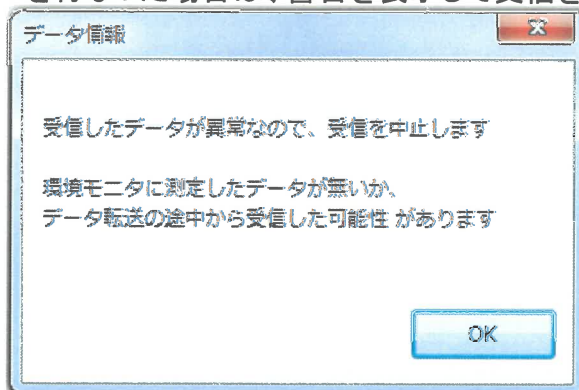 データ情報
受信したデータが異常なので、受信を中止します
環境モニタに測定したデータが無いか、
データ転送の途中から受信した可能性 があります
OK